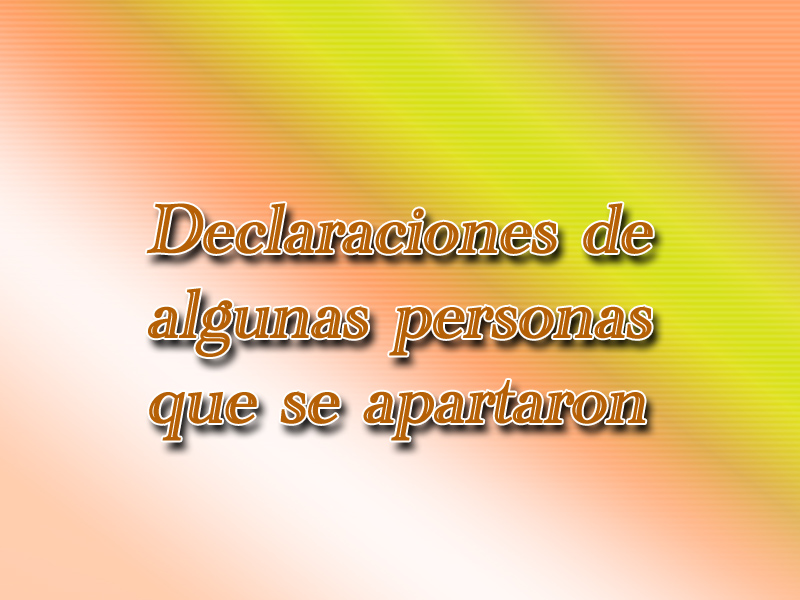 Declaraciones de
algunas personas
que se apartaron